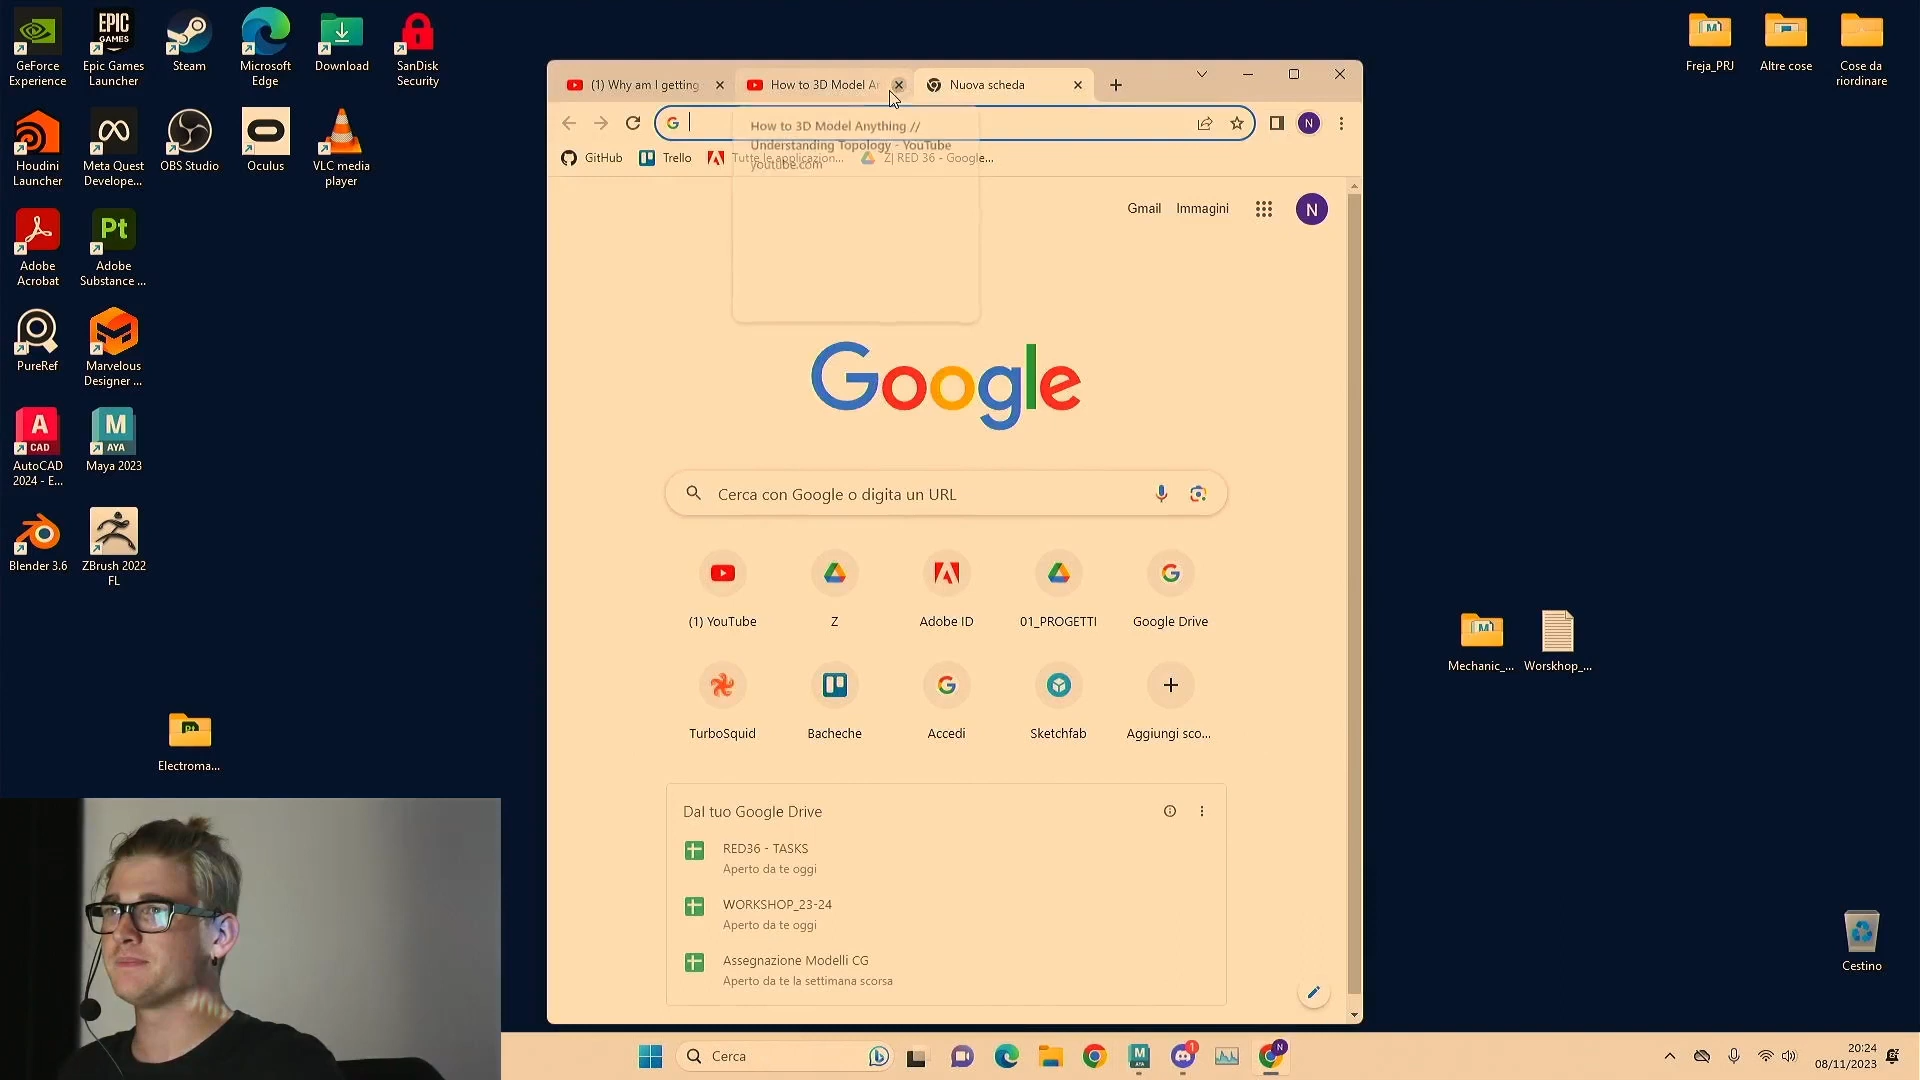 GeForce
Experience
EPIC
GAMES
Epic Games
Launcher
Steam
Microsoft
Edge
Download
SanDisk
Security
Houdini
Launcher
Meta Quest
Develope...
OBS Studio
Oculus
VLC media
player
Adobe
Acrobat
Pt
Adobe
Substance ...
PureRef
Marvelous
Designer ...
A
CAD
AutoCAD
2024 - E...
M
AYA
Maya 2023
Blender 3.6
ZBrush 2022
FL
Pt
Electroma...
(1) Why am I getting
How to 3D Model Ar
Nuova scheda
N
GitHub
Trello
Tutte le applicazion...
Z| RED 36 - Google...
How to 3D Model Anything //
Understanding Topology - YouTube
youtube.com
Gmail
Immagini
N
Google
Cerca con Google o digita un URL
(1) YouTube
Z
Adobe ID
01_PROGETTI
Google Drive
TurboSquid
Bacheche
Accedi
Sketchfab
Aggiungi sco...
Dal tuo Google Drive
RED36 - TASKS
Aperto da te oggi
WORKSHOP_23-24
Aperto da te oggi
Assegnazione Modelli CG
Aperto da te la settimana scorsa
M
Freja_PRJ
Altre cose
Cose da
riordinare
M
Mechanic_...
Worskhop_...
Cestino
Cerca
M
AYA
1
N
20:24
08/11/2023